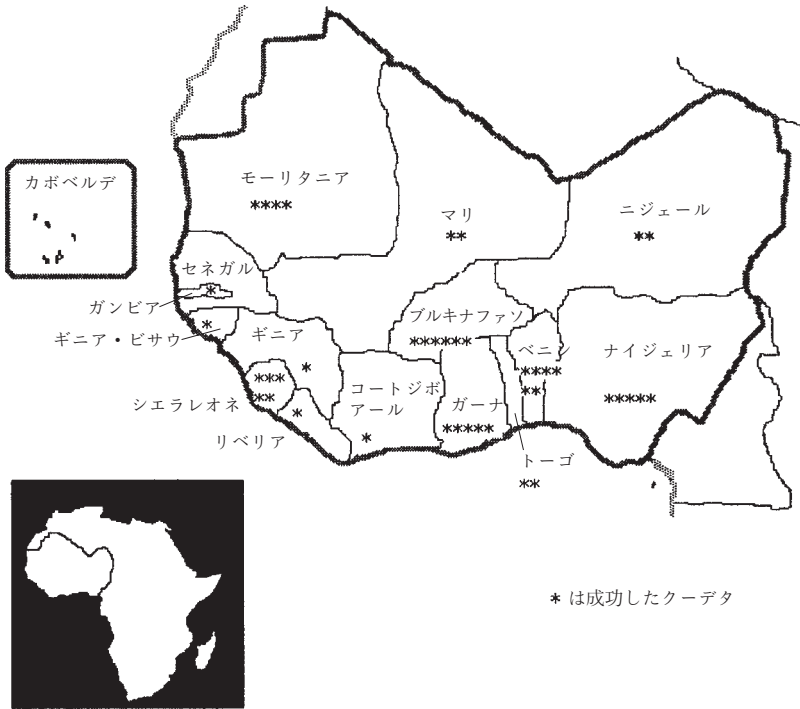 カボベルデ
モーリタニア
****
マリ
**
ニジェール
**
セネガル
*
ガンビア
ギニア・ビサウ
*
ギニア
*
ブルキナファソ
******
ベニン
****
**
ナイジェリア
*****
シエラレオネ
***
**
リベリア
*
コートジボ
アール
*
ガーナ
*****
トーゴ
**
* は成功したクーデタ